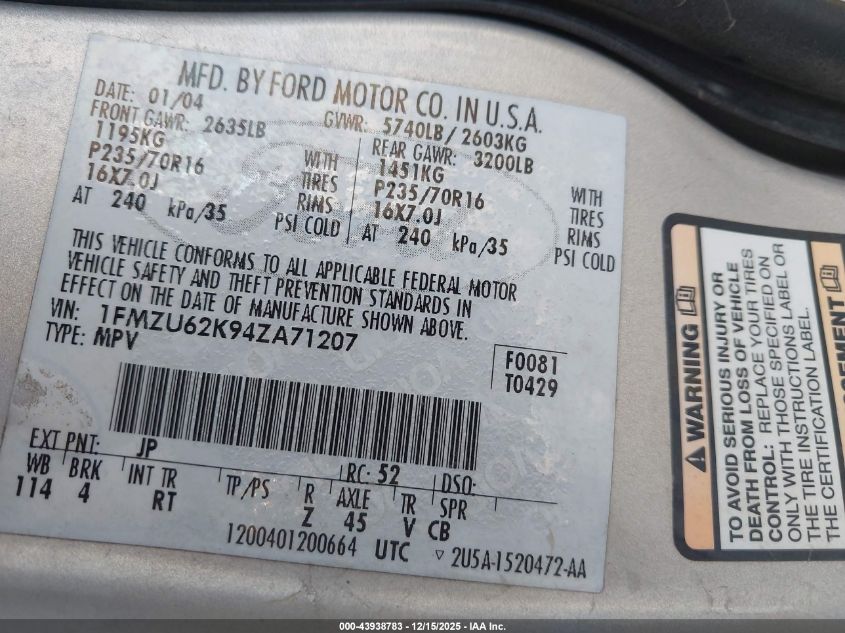 MFD. BY FORD MOTOR CO. IN U.S.A.
DATE: 01/04 GVWR: 5740LB/ 2603KG
FRONT GAWR: 2635LB REAR GAWR: 3200LB
1195KG WITH 1451KG WITH
P235/70R16 TIRES P235/70R16 TIRES
16X7.0J RIMS 16X7.0J RIMS
AT 240 kPa/35 PSI COLD AT 240 kPa/35 PSI COLD
THIS VEHICLE CONFORMS TO ALL APPLICABLE FEDERAL MOTOR
VEHICLE SAFETY AND THEFT PREVENTION STANDARDS IN
EFFECT ON THE DATE OF MANUFACTURE SHOWN ABOVE.
VIN: 1FMZU62K94ZA71207
TYPE: MPV
F0081
T0429
EXT PNT: JP RC: 52 DSO:
WB BRK INT TR TP/PS R AXLE TR SPR
114 4 RT Z 45 V CB
1200401200664 UTC ▽ 2U5A-1520472-AA
WARNING
TO AVOID SERIOUS INJURY OR
DEATH FROM LOSS OF VEHICLE
CONTROL: REPLACE YOUR TIRES
ONLY WITH THOSE SPECIFIED ON
THE TIRE INSTRUCTIONS LABEL OR
THE CERTIFICATION LABEL
000-43938783 - 12/15/2025 - IAA Inc.